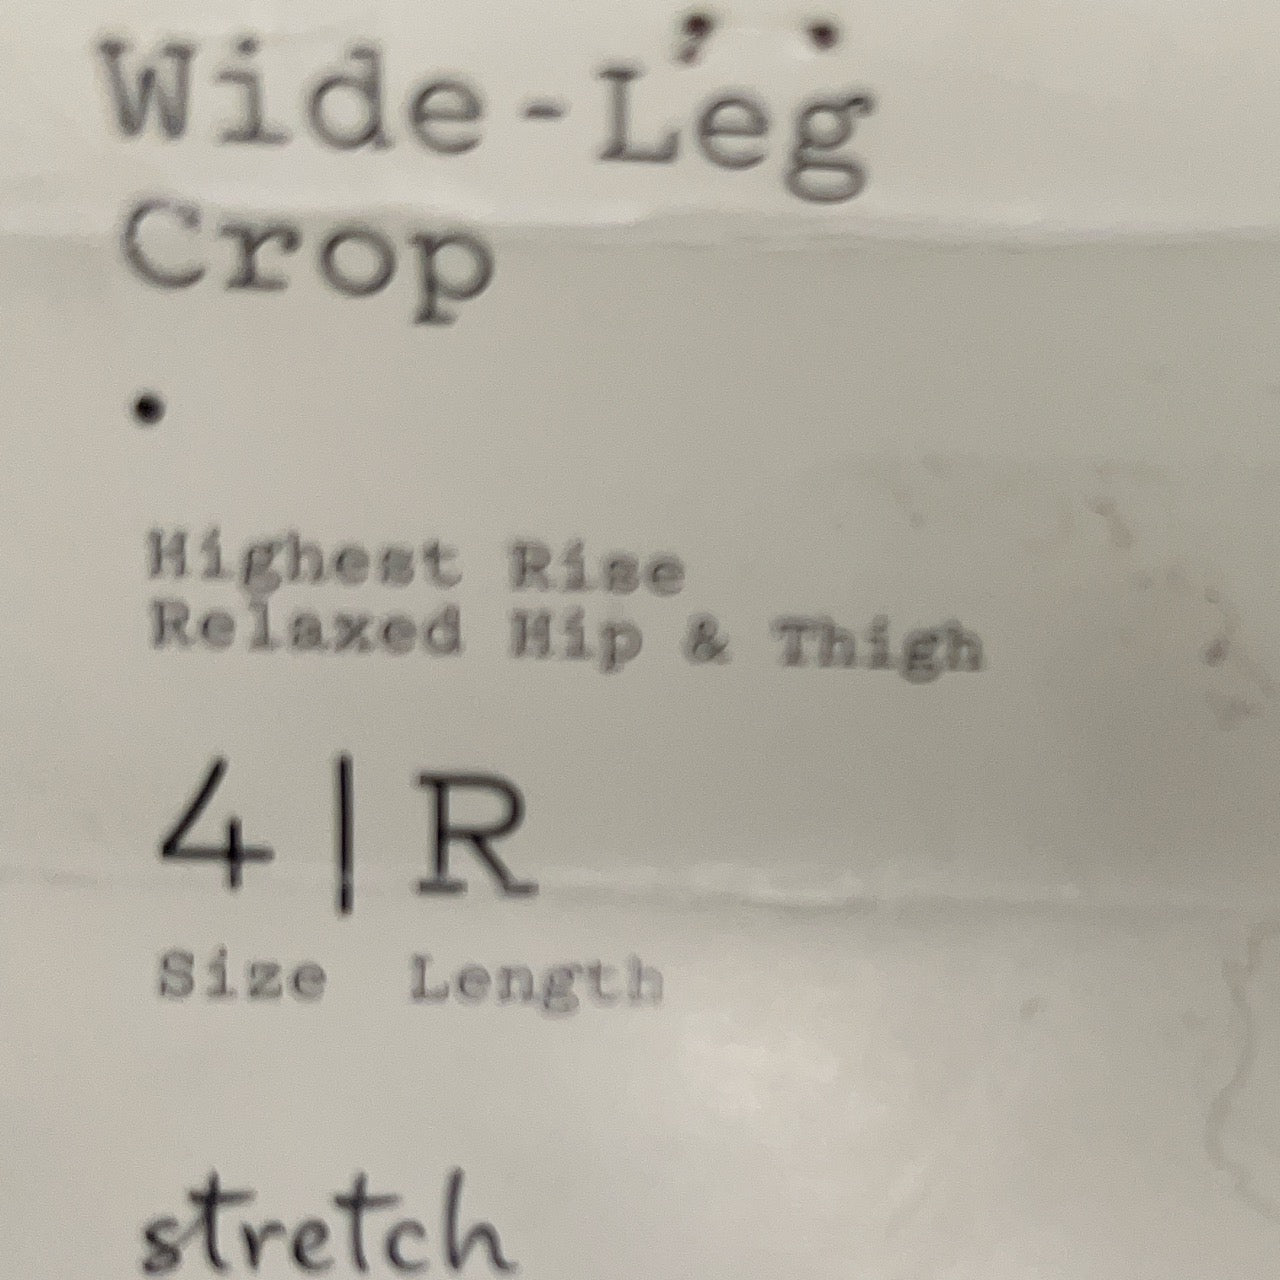 Wide-Leg
Crop
Highest Rise
Relaxed Hip & Thigh
4 | R
Size Length
stretch